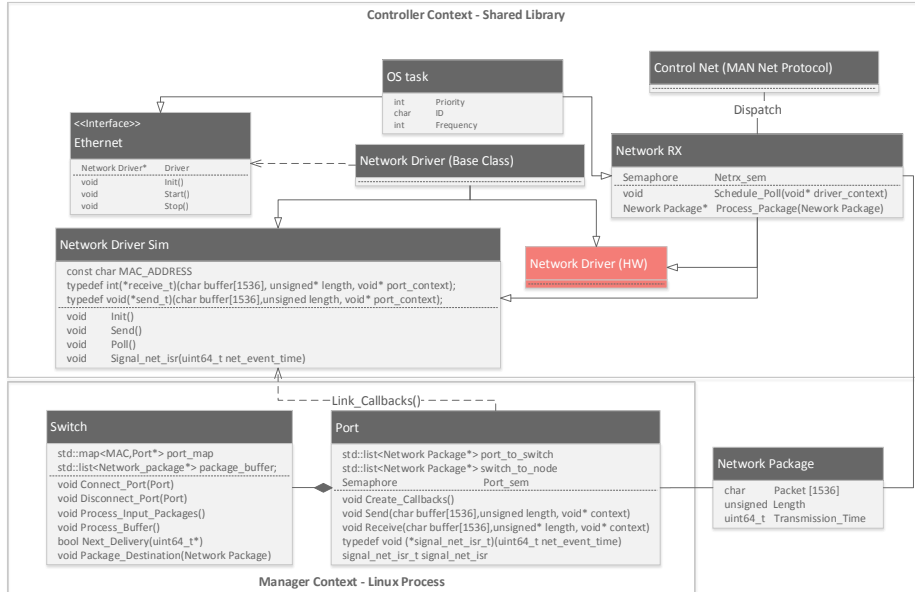 Controller Context - Shared Library
OS task
int Priority
char ID
int Frequency
Control Net (MAN Net Protocol)
Dispatch
<<Interface>>
Ethernet
Network Driver* Driver
void Init()
void Start()
void Stop()
Network Driver (Base Class)
Network RX
Semaphore Netrx_sem
void Schedule_Poll(void* driver_context)
Nework Package* Process_Package(Nework Package)
Network Driver Sim
const char MAC_ADDRESS
typedef int(*receive_t)(char buffer[1536], unsigned* length, void* port_context);
typedef void(*send_t)(char buffer[1536],unsigned length, void* port_context);
void Init()
void Send()
void Poll()
void Signal_net_isr(uint64_t net_event_time)
Network Driver (HW)
Link_Callbacks()
Switch
std::map<MAC,Port*> port_map
std::list<Network_package*> package_buffer;
void Connect_Port(Port)
void Disconnect_Port(Port)
void Process_Input_Packages()
void Process_Buffer()
bool Next_Delivery(uint64_t*)
void Package_Destination(Network Package)
Port
std::list<Network Package*> port_to_switch
std::list<Network Package*> switch_to_node
Semaphore Port_sem
void Create_Callbacks()
void Send(char buffer[1536],unsigned length, void* context)
void Receive(char buffer[1536],unsigned* length, void* context)
typedef void (*signal_net_isr_t)(uint64_t net_event_time)
signal_net_isr_t signal_net_isr
Network Package
char Packet [1536]
unsigned Length
uint64_t Transmission_Time
Manager Context - Linux Process